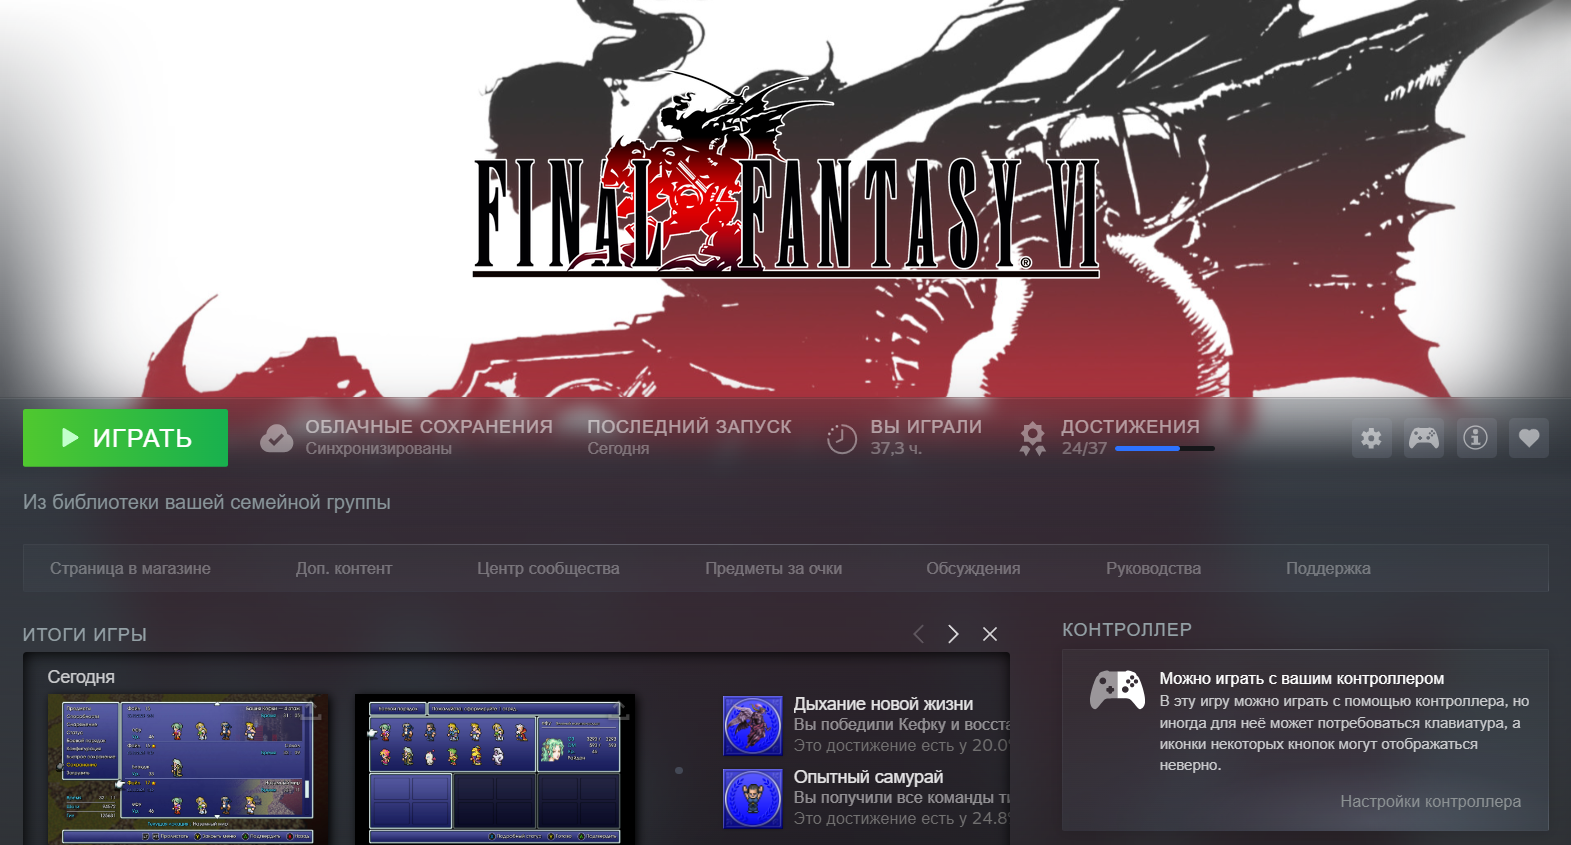 FINAL FANTASY VI
®
ИГРАТЬ
ОБЛАЧНЫЕ СОХРАНЕНИЯ
Синхронизированы
ПОСЛЕДНИЙ ЗАПУСК
Сегодня
ВЫ ИГРАЛИ
37,3 ч.
ДОСТИЖЕНИЯ
24/37
Из библиотеки вашей семейной группы
Страница в магазине
Доп. контент
Центр сообщества
Предметы за очки
Обсуждения
Руководства
Поддержка
ИТОГИ ИГРЫ
Сегодня
Дыхание новой жизни
Вы победили Кефку и восста
Это достижение есть у 20.0
Опытный самурай
Вы получили все команды ти
Это достижение есть у 24.8
КОНТРОЛЛЕР
Можно играть с вашим контроллером
В эту игру можно играть с помощью контроллера, но
иногда для неё может потребоваться клавиатура, а
иконки некоторых кнопок могут отображаться
неверно.
Настройки контроллера